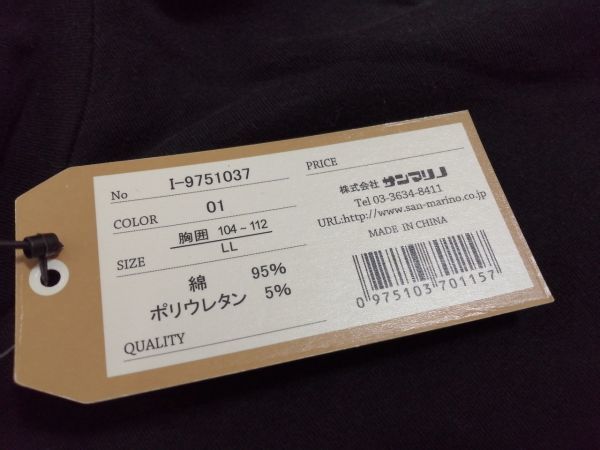 No I-9751037
COLOR 01
SIZE 胸囲 104~112
LL
綿 95%
ポリウレタン 5%
QUALITY
PRICE
株式会社 サンマリノ
Tel 03-3634-8411
URL:http://www.san-marino.co.jp
MADE IN CHINA
0 975103 701157